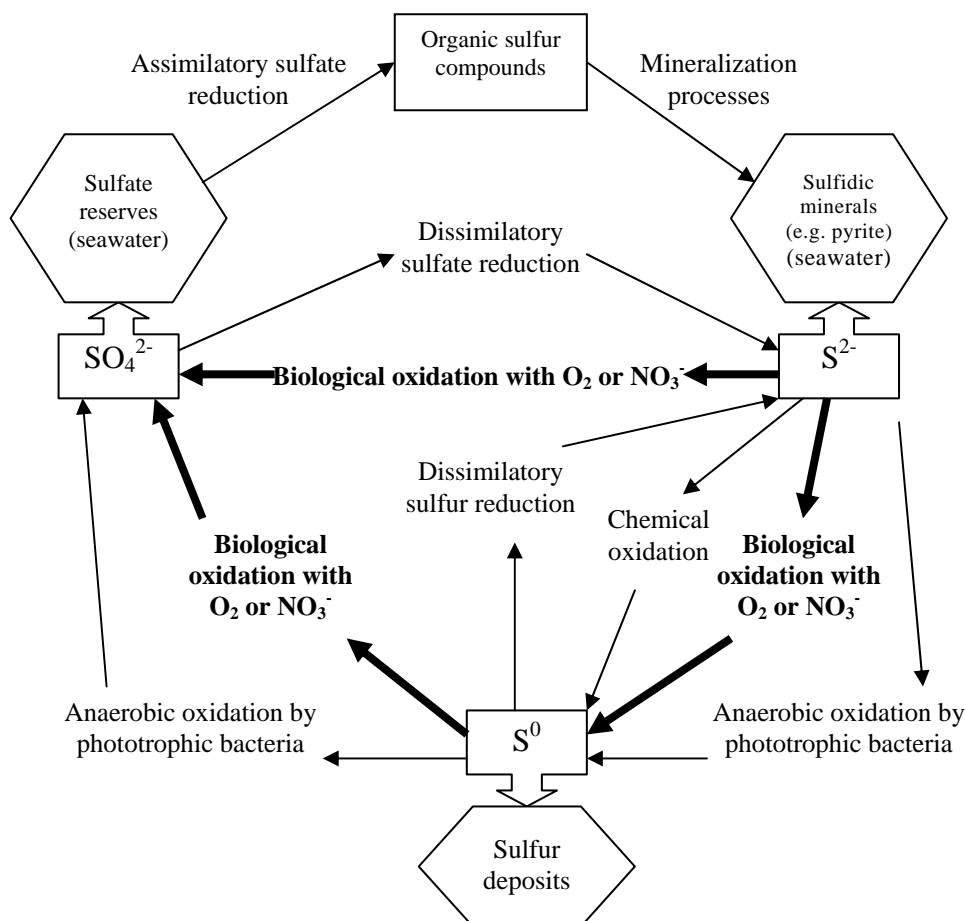 Organic sulfur
compounds
Assimilatory sulfate
reduction
Mineralization
processes
Sulfate
reserves
(seawater)
Sulfidic
minerals
(e.g. pyrite)
(seawater)
Dissimilatory
sulfate reduction
SO₄²⁻
S²⁻
Biological oxidation with O₂ or NO₃⁻
Dissimilatory
sulfur reduction
Chemical
oxidation
Biological
oxidation with
O₂ or NO₃⁻
Biological
oxidation with
O₂ or NO₃⁻
Anaerobic oxidation by
phototrophic bacteria
S⁰
Anaerobic oxidation by
phototrophic bacteria
Sulfur
deposits